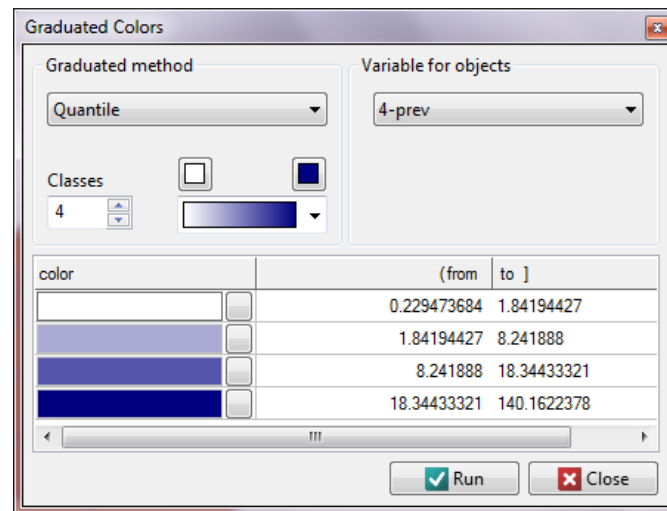 Graduated Colors
Graduated method
Variable for objects
Quantile
4-prev
Classes
4
color (from to ]
0.229473684 1.84194427
1.84194427 8.241888
8.241888 18.34433321
18.34433321 140.1622378
Run Close